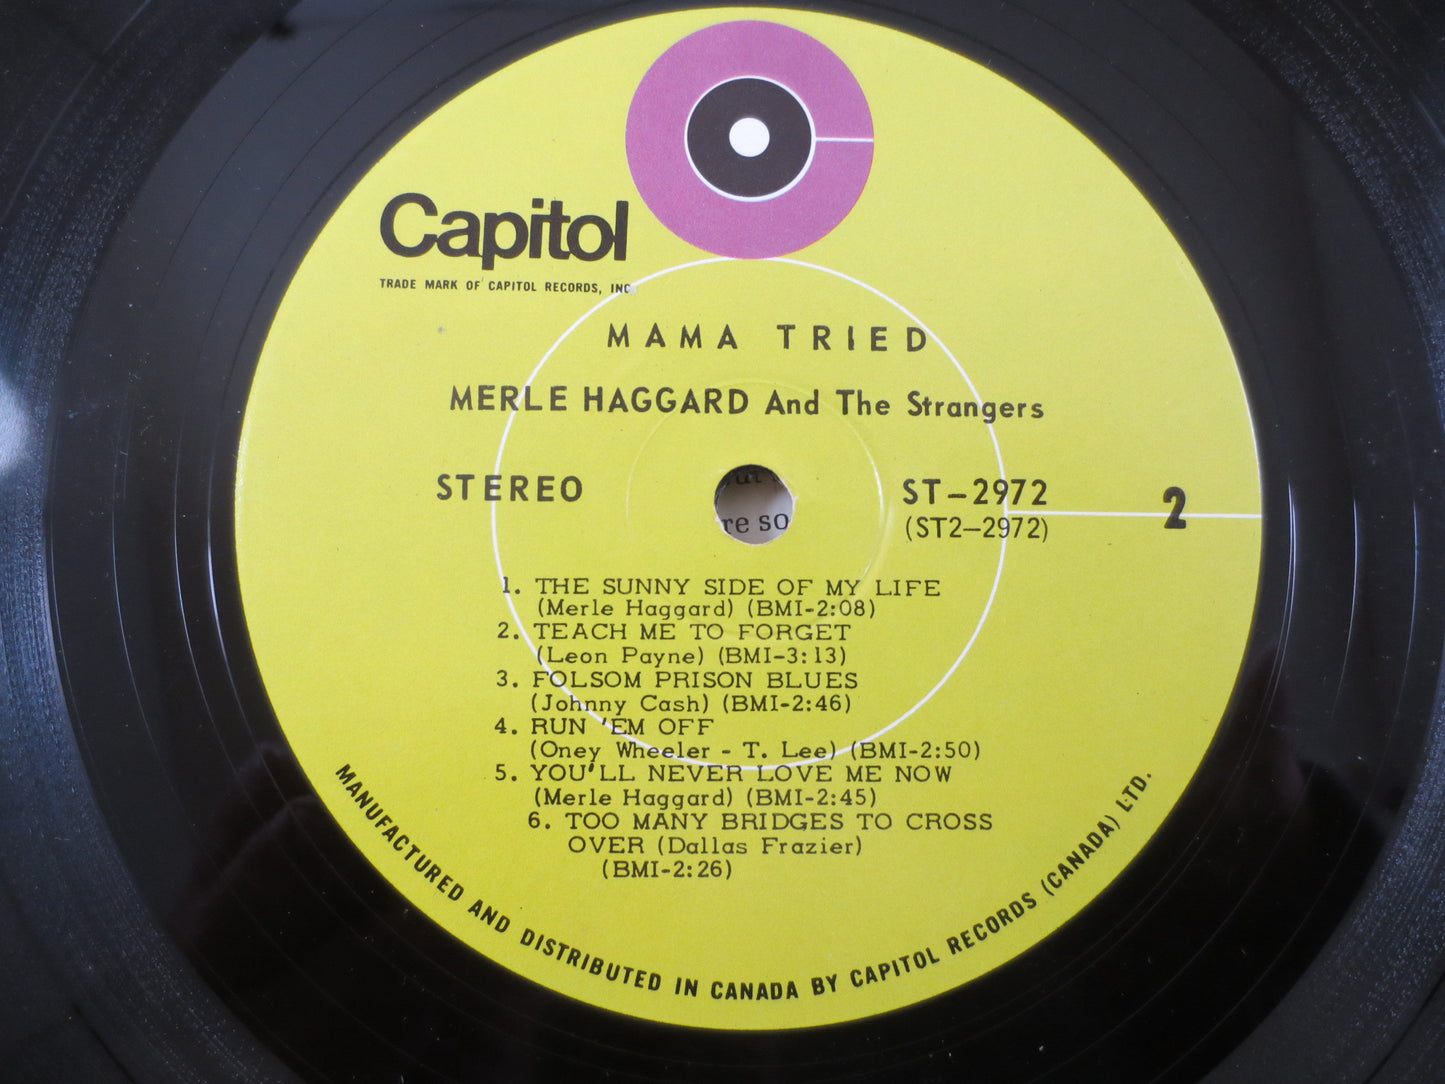 Capitol
TRADE MARK OF CAPITOL RECORDS, INC.
MAMA TRIED
MERLE HAGGARD And The Strangers
STEREO
ST-2972
(ST2-2972)
2
re so
1. THE SUNNY SIDE OF MY LIFE
(Merle Haggard) (BMI-2:08)
2. TEACH ME TO FORGET
(Leon Payne) (BMI-3:13)
3. FOLSOM PRISON BLUES
(Johnny Cash) (BMI-2:46)
4. RUN 'EM OFF
(Oney Wheeler - T. Lee) (BMI-2:50)
5. YOU'LL NEVER LOVE ME NOW
(Merle Haggard) (BMI-2:45)
6. TOO MANY BRIDGES TO CROSS
OVER (Dallas Frazier)
(BMI-2:26)
MANUFACTURED AND DISTRIBUTED IN CANADA BY CAPITOL RECORDS (CANADA) LTD.